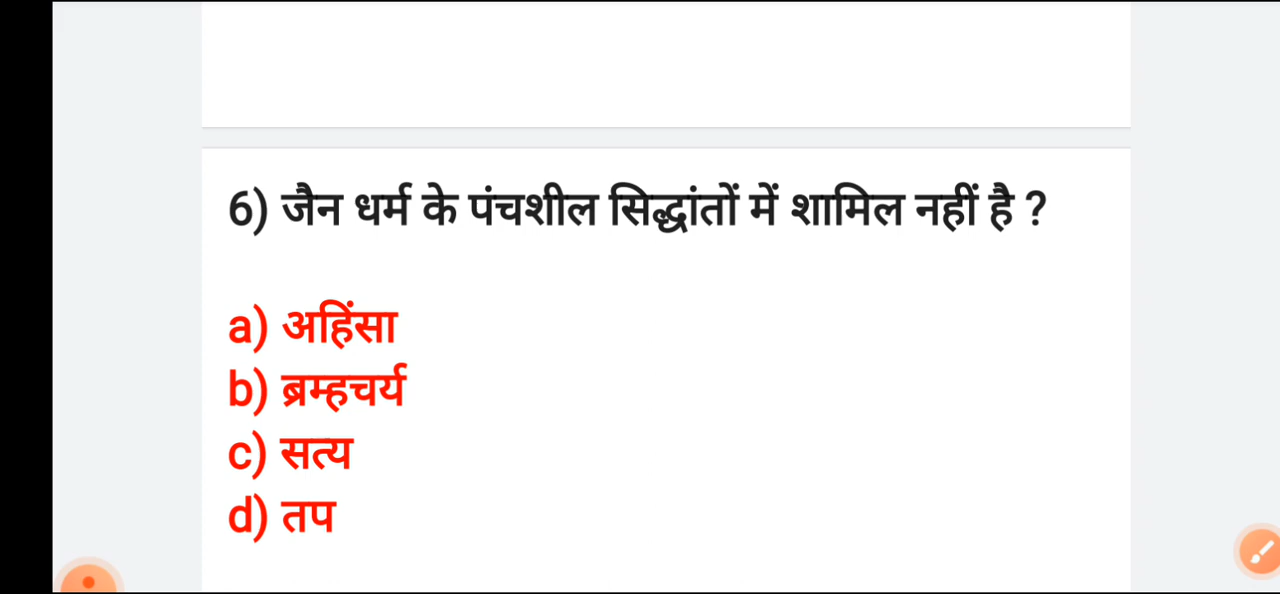 6) जैन धर्म के पंचशील सिद्धांतों में शामिल नहीं है ?
a) अहिंसा
b) ब्रम्हचर्य
c) सत्य
d) तप